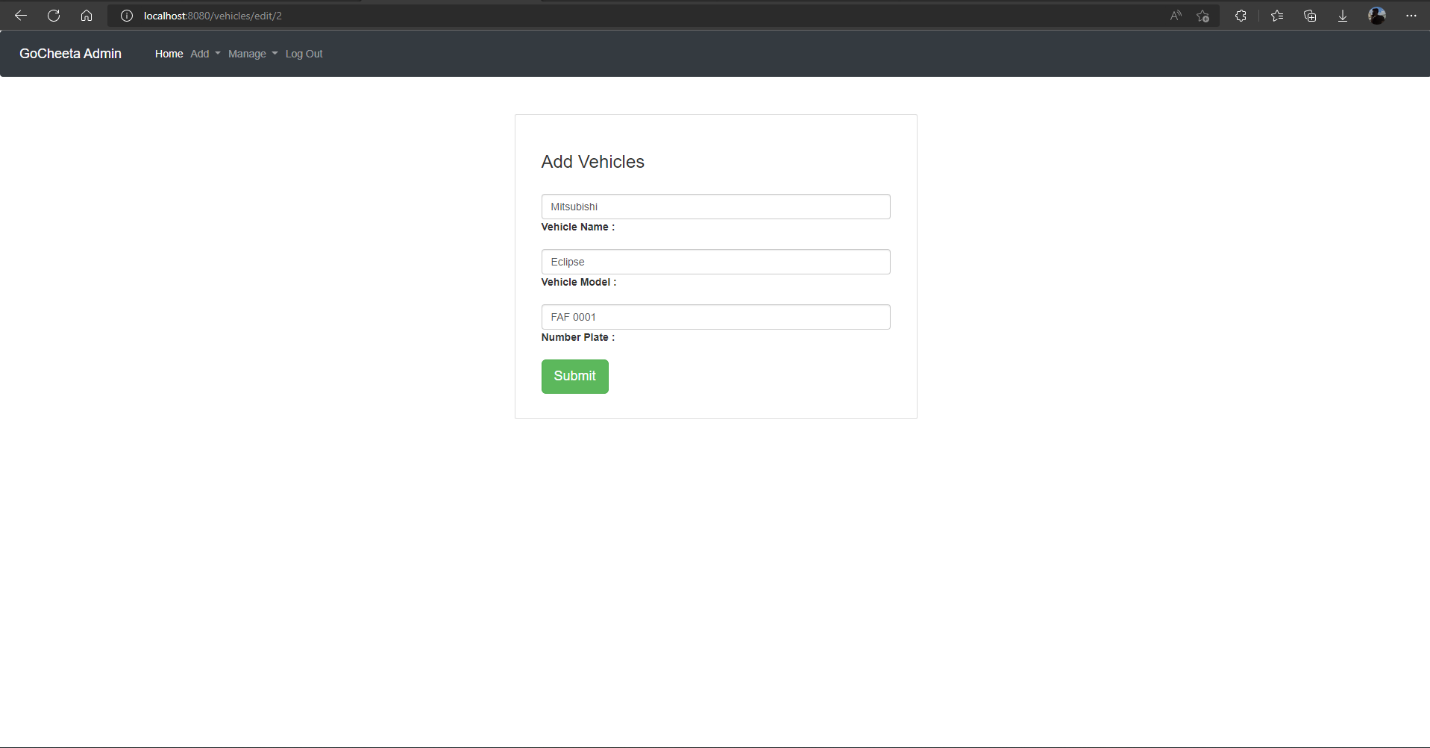 localhost:8080/vehicles/edit/2
GoCheeta Admin Home Add Manage Log Out
Add Vehicles
Mitsubishi
Vehicle Name :
Eclipse
Vehicle Model :
FAF 0001
Number Plate :
Submit